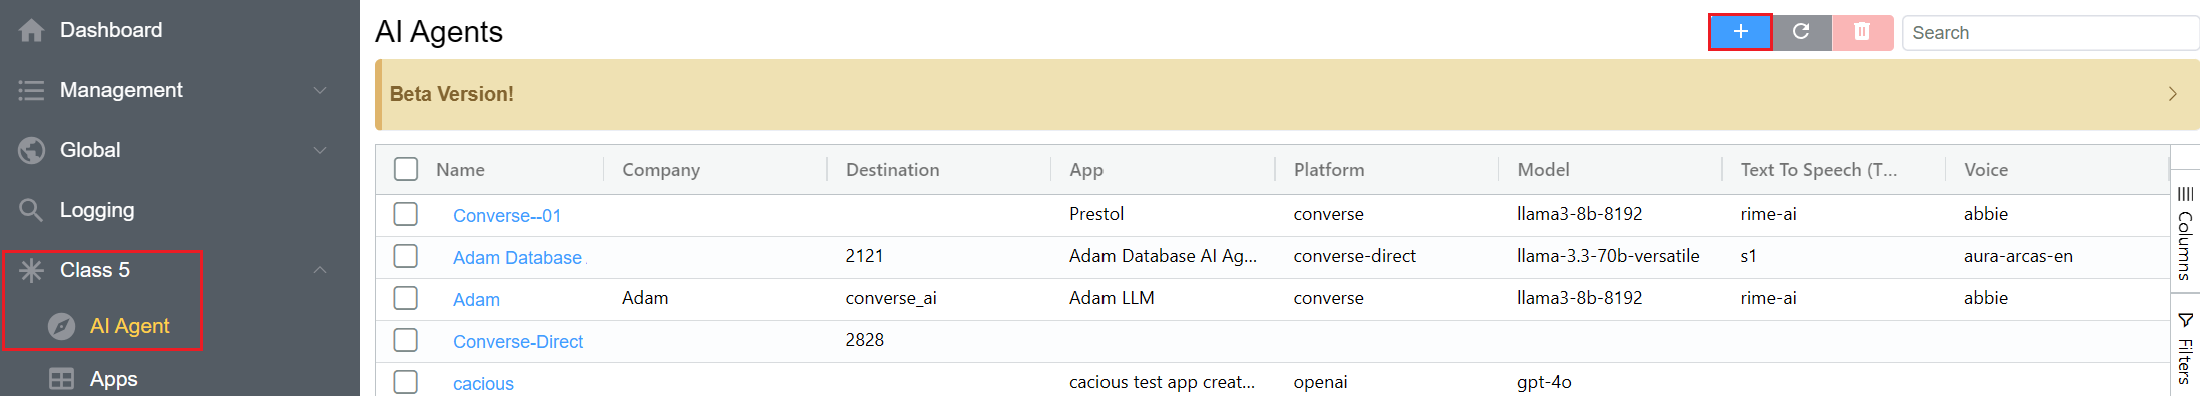 Dashboard
Management
Global
Logging
Class 5
AI Agent
Apps
AI Agents
Search
Beta Version!
Name Company Destination App Platform Model Text To Speech (T... Voice
Converse--01 Prestol converse llama3-8b-8192 rime-ai abbie
Adam Database 2121 Adam Database AI Ag... converse-direct llama-3.3-70b-versatile s1 aura-arcas-en
Adam Adam converse_ai Adam LLM converse llama3-8b-8192 rime-ai abbie
Converse-Direct 2828
cacious cacious test app creat... openai gpt-4o
Columns
Filters